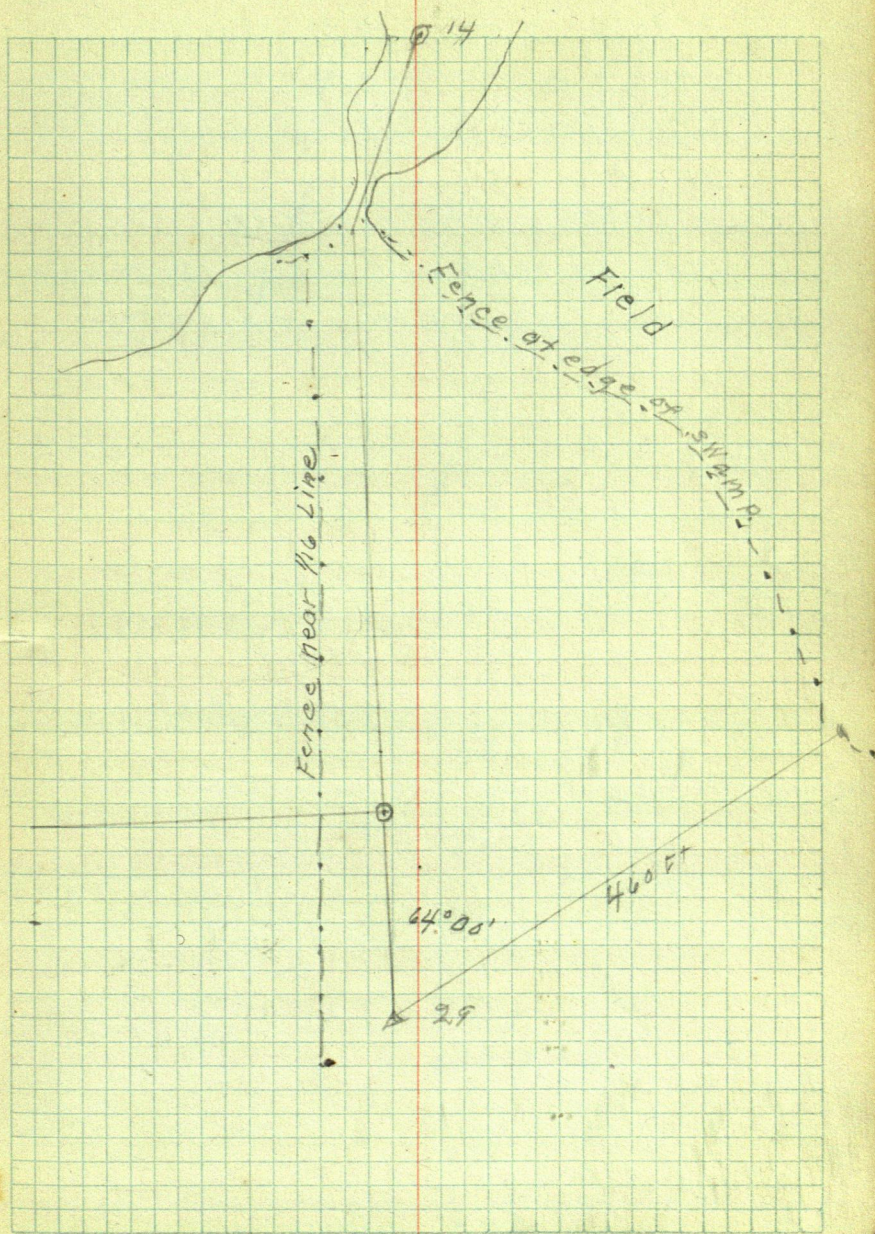 14
Field
Fence at edge of swamp
Fence near 1/16 Line
460 Ft
64°00'
29